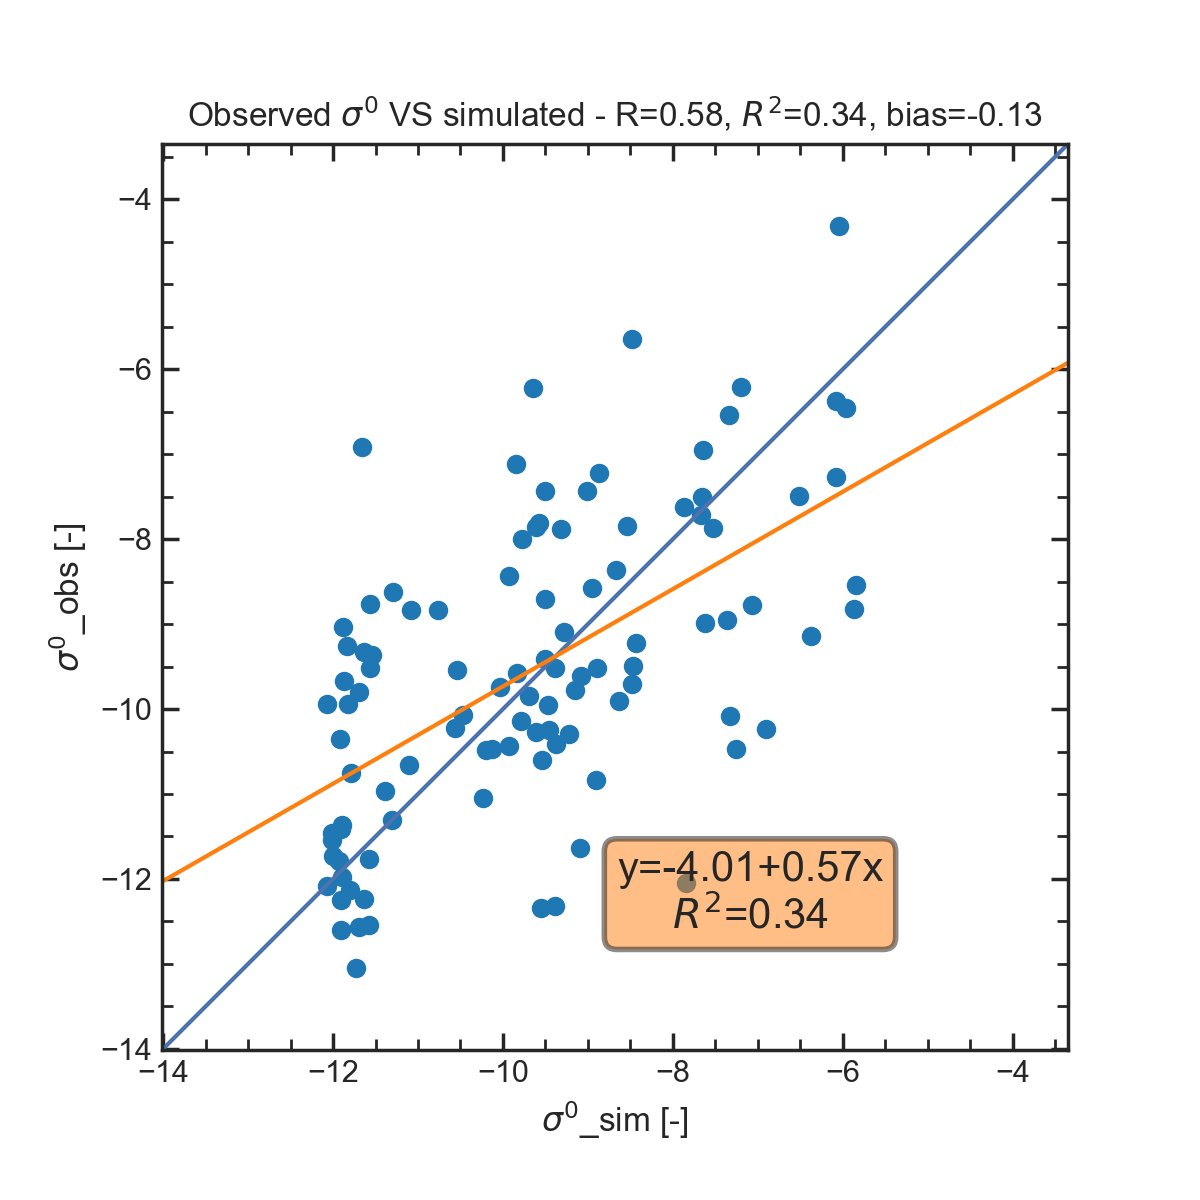 Observed σ⁰ VS simulated - R=0.58, R²=0.34, bias=-0.13
−4
−6
−8
−10
−12
−14
σ⁰_obs [-]
y=-4.01+0.57x
R²=0.34
−14 −12 −10 −8 −6 −4
σ⁰_sim [-]